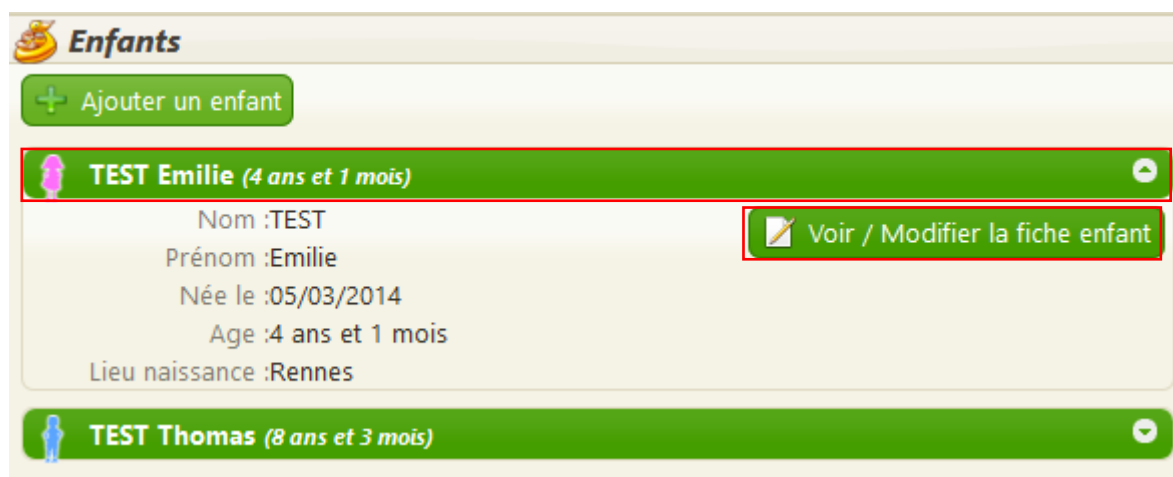 Enfants
Ajouter un enfant
TEST Emilie (4 ans et 1 mois)
Nom :TEST
Voir / Modifier la fiche enfant
Prénom :Emilie
Née le :05/03/2014
Age :4 ans et 1 mois
Lieu naissance :Rennes
TEST Thomas (8 ans et 3 mois)